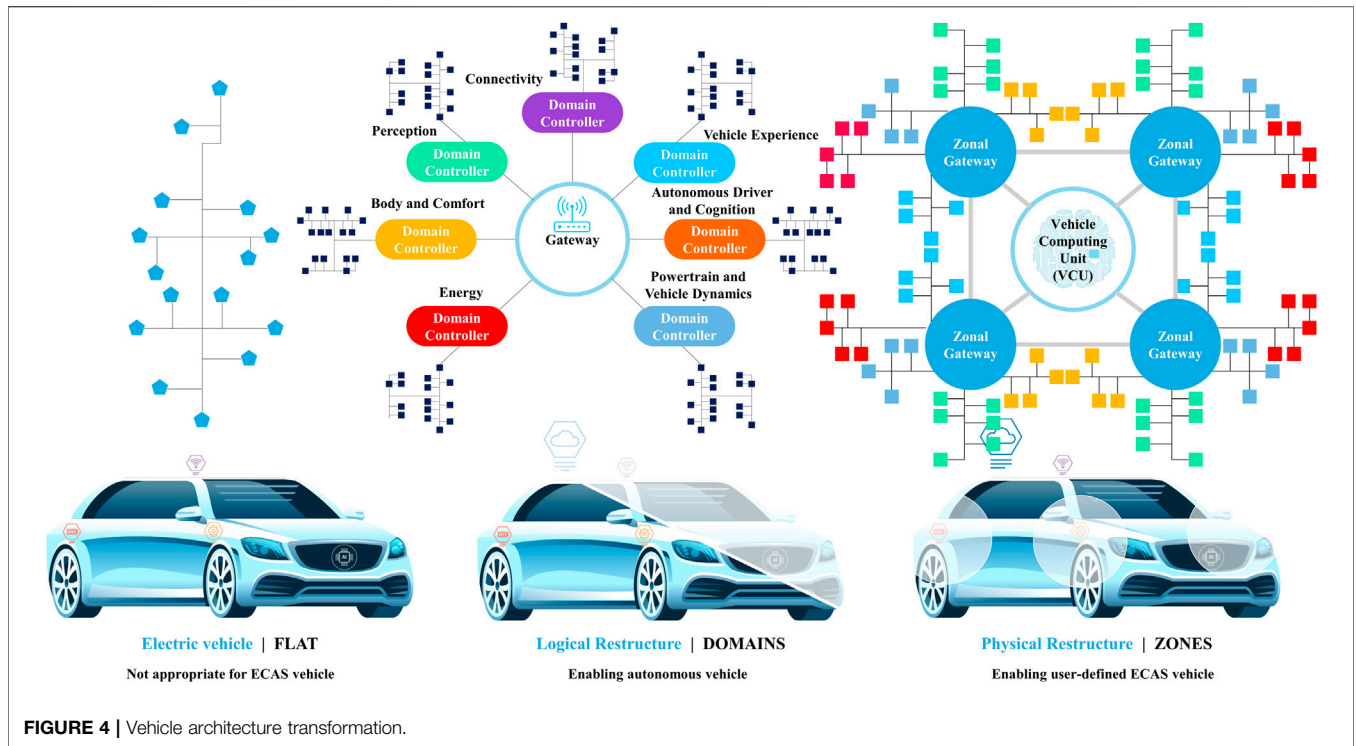 Connectivity
Domain
Controller
Perception
Domain
Controller
Vehicle Experience
Domain
Controller
Body and Comfort
Domain
Controller
Gateway
Autonomous Driver
and Cognition
Domain
Controller
Energy
Domain
Controller
Powertrain and
Vehicle Dynamics
Domain
Controller
Zonal
Gateway
Zonal
Gateway
Vehicle
Computing
Unit
(VCU)
Zonal
Gateway
Zonal
Gateway
AI
AI
AI
Electric vehicle | FLAT
Not appropriate for ECAS vehicle
Logical Restructure | DOMAINS
Enabling autonomous vehicle
Physical Restructure | ZONES
Enabling user-defined ECAS vehicle
FIGURE 4 | Vehicle architecture transformation.